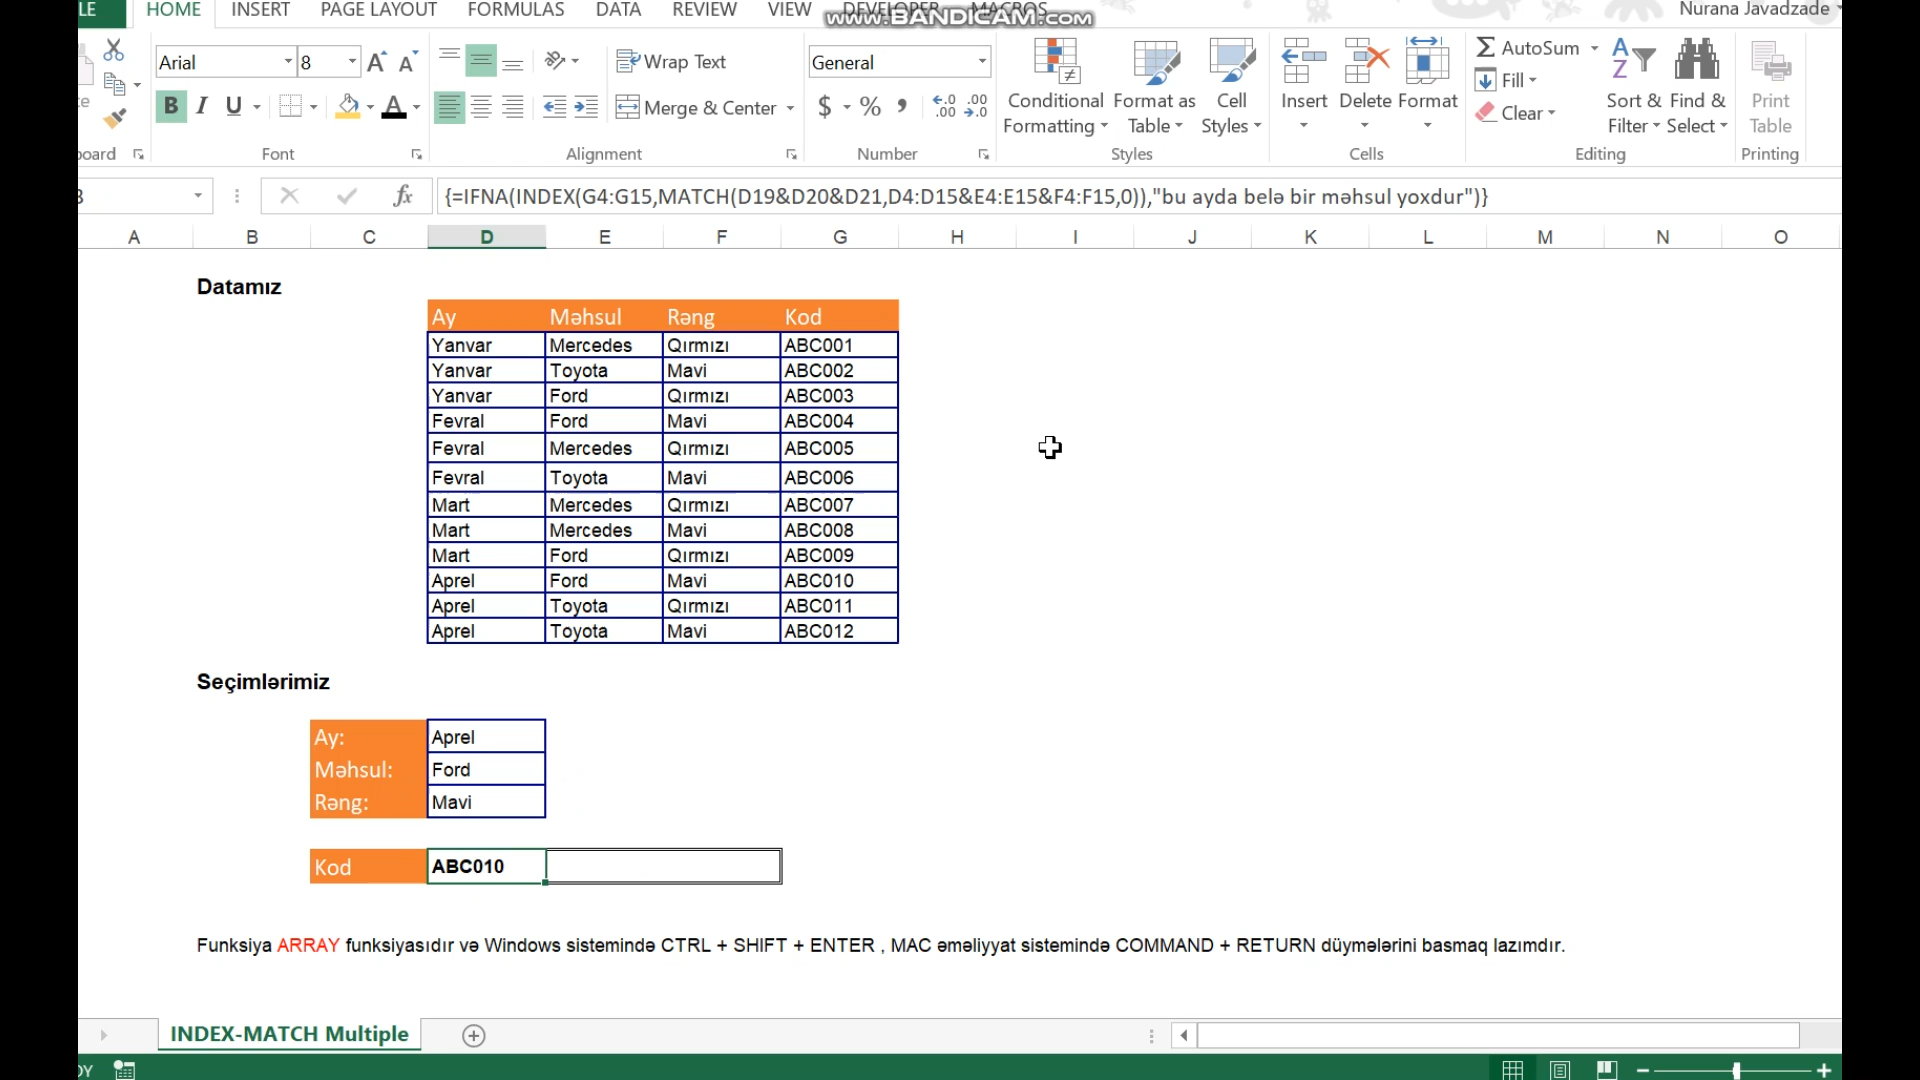 LE HOME INSERT PAGE LAYOUT FORMULAS DATA REVIEW VIEW DEVELOPER MACROS Nurana Javadzade
www.BANDICAM.com
Arial 8 Wrap Text General AutoSum
Fill
B I U Merge & Center $ % Conditional Formatting Format as Table Cell Styles Insert Delete Format Clear Sort & Filter Find & Select Print Table
board Font Alignment Number Styles Cells Editing Printing
fx {=IFNA(INDEX(G4:G15,MATCH(D19&D20&D21,D4:D15&E4:E15&F4:F15,0)),"bu ayda belə bir məhsul yoxdur")}
A B C D E F G H I J K L M N O
Datamız
Ay Məhsul Rəng Kod
Yanvar Mercedes Qırmızı ABC001
Yanvar Toyota Mavi ABC002
Yanvar Ford Qırmızı ABC003
Fevral Ford Mavi ABC004
Fevral Mercedes Qırmızı ABC005
Fevral Toyota Mavi ABC006
Mart Mercedes Qırmızı ABC007
Mart Mercedes Mavi ABC008
Mart Ford Qırmızı ABC009
Aprel Ford Mavi ABC010
Aprel Toyota Qırmızı ABC011
Aprel Toyota Mavi ABC012
Seçimlərimiz
Ay: Aprel
Məhsul: Ford
Rəng: Mavi
Kod ABC010
Funksiya ARRAY funksiyasıdır və Windows sistemində CTRL + SHIFT + ENTER , MAC əməliyyat sistemində COMMAND + RETURN düymələrini basmaq lazımdır.
INDEX-MATCH Multiple